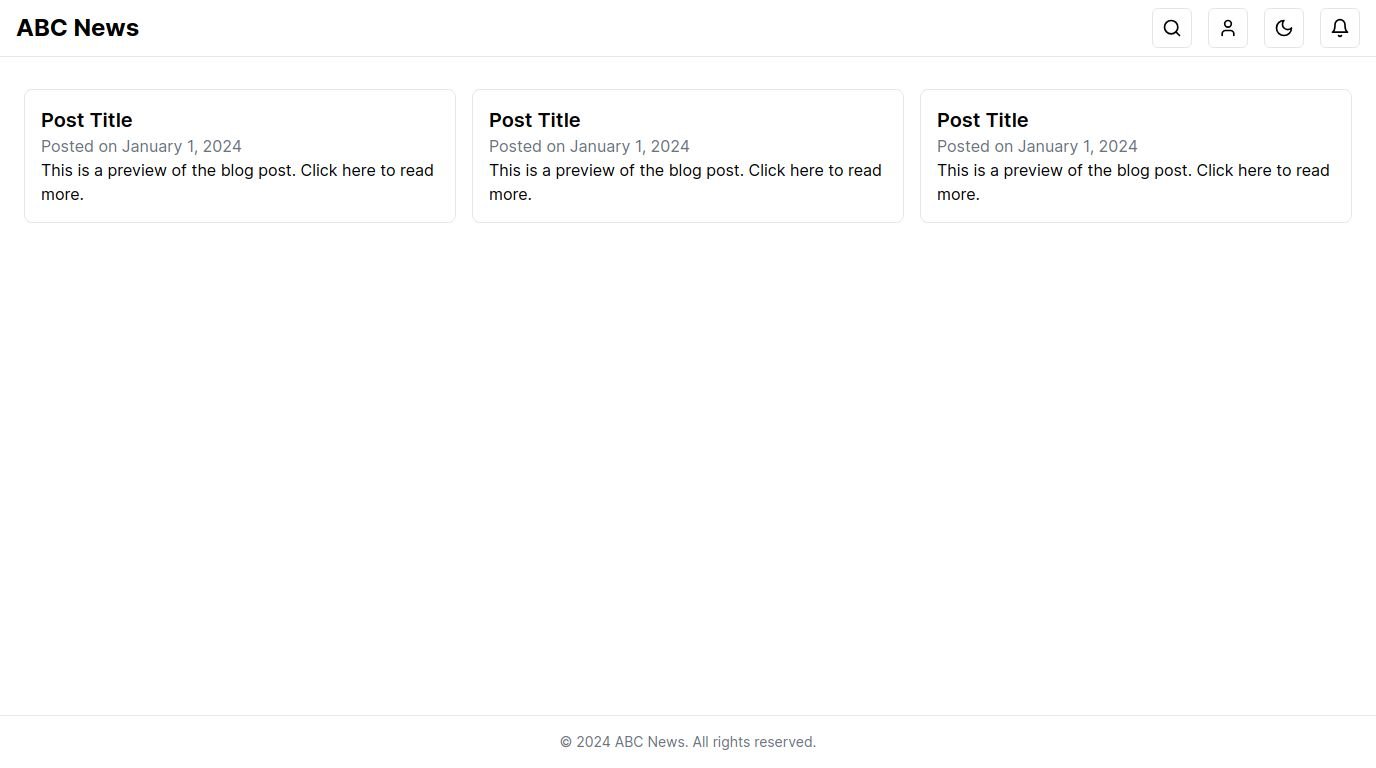 ABC News
Post Title
Posted on January 1, 2024
This is a preview of the blog post. Click here to read
more.
Post Title
Posted on January 1, 2024
This is a preview of the blog post. Click here to read
more.
Post Title
Posted on January 1, 2024
This is a preview of the blog post. Click here to read
more.
© 2024 ABC News. All rights reserved.